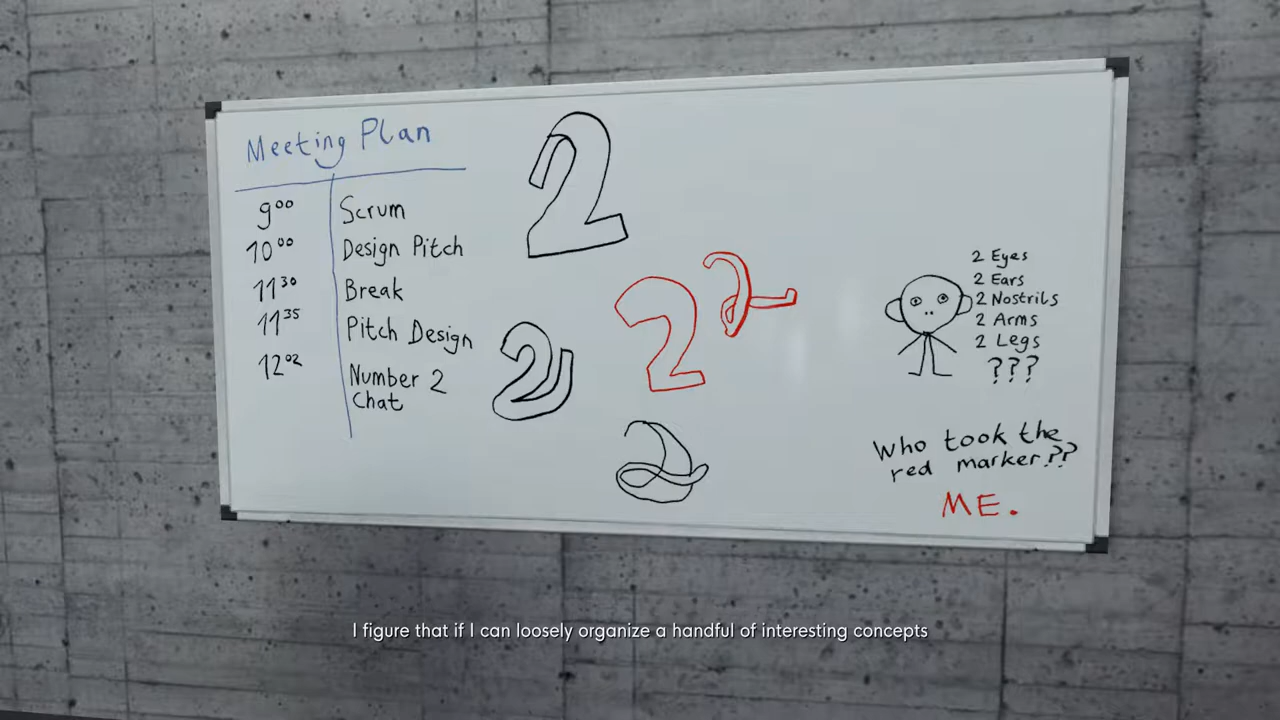 Meeting Plan
9⁰⁰ Scrum
10⁰⁰ Design Pitch
11³⁰ Break
11³⁵ Pitch Design
12⁰² Number 2
Chat
2
2
2
2
2
2 Eyes
2 Ears
2 Nostrils
2 Arms
2 Legs
???
Who took the
red marker??
ME.
I figure that if I can loosely organize a handful of interesting concepts